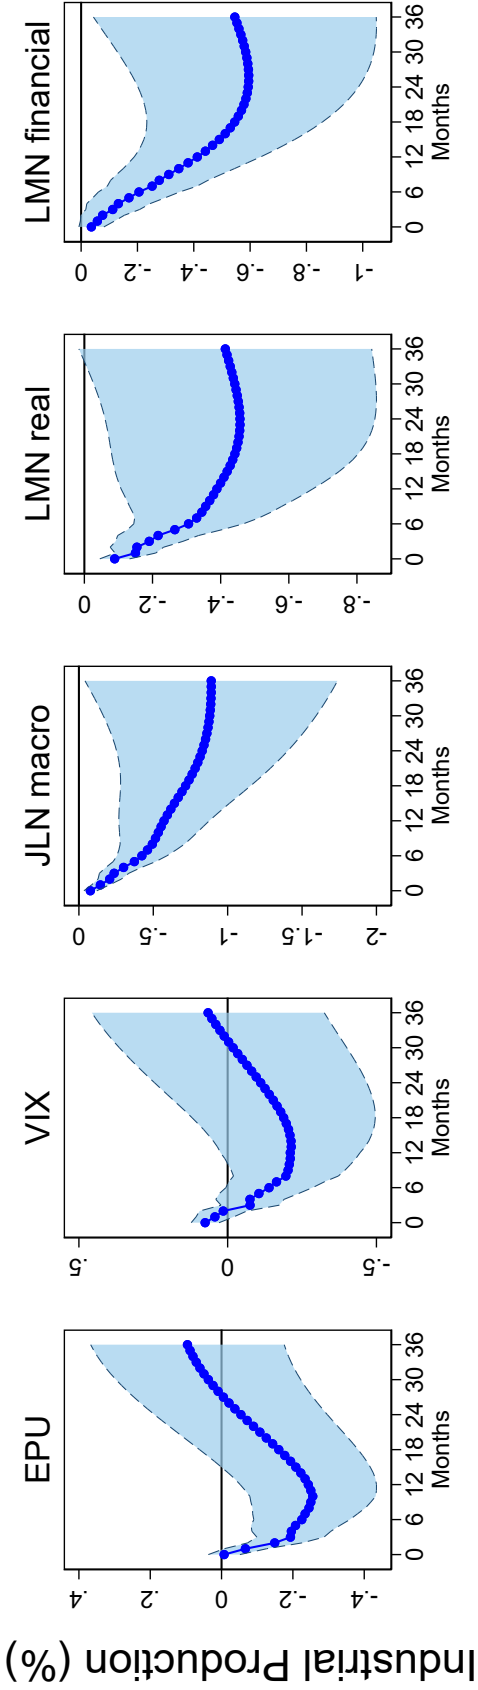 Industrial Production (%)
EPU
.4
.2
0
-.2
-.4
0 6 12 18 24 30 36
Months
VIX
.5
0
-.5
0 6 12 18 24 30 36
Months
JLN macro
0
-.5
-1
-1.5
-2
0 6 12 18 24 30 36
Months
LMN real
0
-.2
-.4
-.6
-.8
0 6 12 18 24 30 36
Months
LMN financial
0
-.2
-.4
-.6
-.8
-1
0 6 12 18 24 30 36
Months